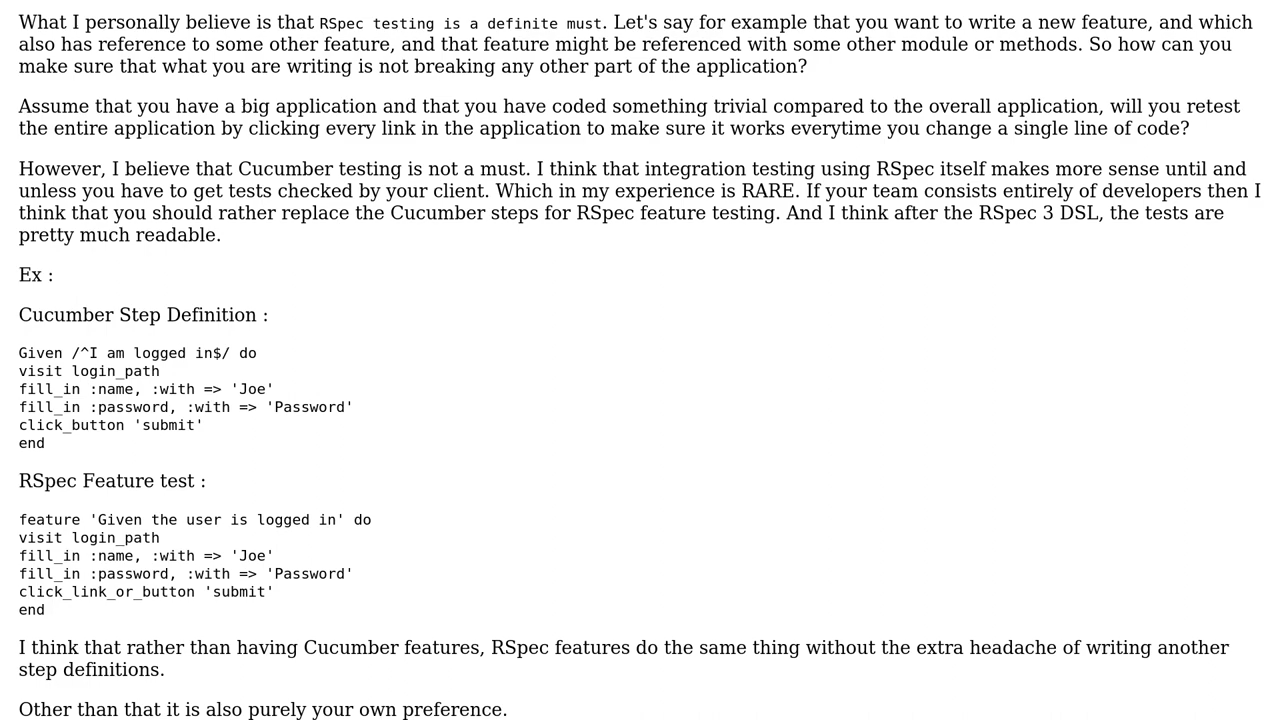 What I personally believe is that RSpec testing is a definite must. Let's say for example that you want to write a new feature, and which
also has reference to some other feature, and that feature might be referenced with some other module or methods. So how can you
make sure that what you are writing is not breaking any other part of the application?
Assume that you have a big application and that you have coded something trivial compared to the overall application, will you retest
the entire application by clicking every link in the application to make sure it works everytime you change a single line of code?
However, I believe that Cucumber testing is not a must. I think that integration testing using RSpec itself makes more sense until and
unless you have to get tests checked by your client. Which in my experience is RARE. If your team consists entirely of developers then I
think that you should rather replace the Cucumber steps for RSpec feature testing. And I think after the RSpec 3 DSL, the tests are
pretty much readable.
Ex :
Cucumber Step Definition :
Given /^I am logged in$/ do
visit login_path
fill_in :name, :with => 'Joe'
fill_in :password, :with => 'Password'
click_button 'submit'
end
RSpec Feature test :
feature 'Given the user is logged in' do
visit login_path
fill_in :name, :with => 'Joe'
fill_in :password, :with => 'Password'
click_link_or_button 'submit'
end
I think that rather than having Cucumber features, RSpec features do the same thing without the extra headache of writing another
step definitions.
Other than that it is also purely your own preference.